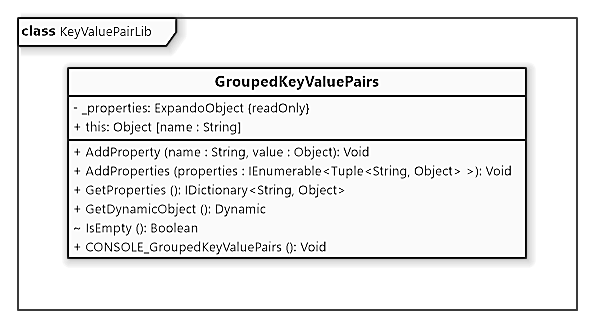 class KeyValuePairLib
GroupedKeyValuePairs
- _properties: ExpandoObject {readOnly}
+ this: Object [name : String]
+ AddProperty (name : String, value : Object): Void
+ AddProperties (properties : IEnumerable<Tuple<String, Object> >): Void
+ GetProperties (): IDictionary<String, Object>
+ GetDynamicObject (): Dynamic
~ IsEmpty (): Boolean
+ CONSOLE_GroupedKeyValuePairs (): Void